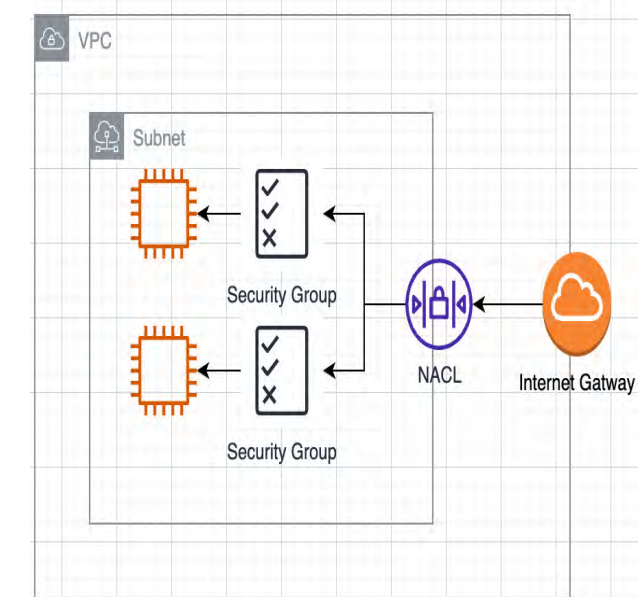 VPC
Subnet
Security Group
NACL
Internet Gatway
Security Group